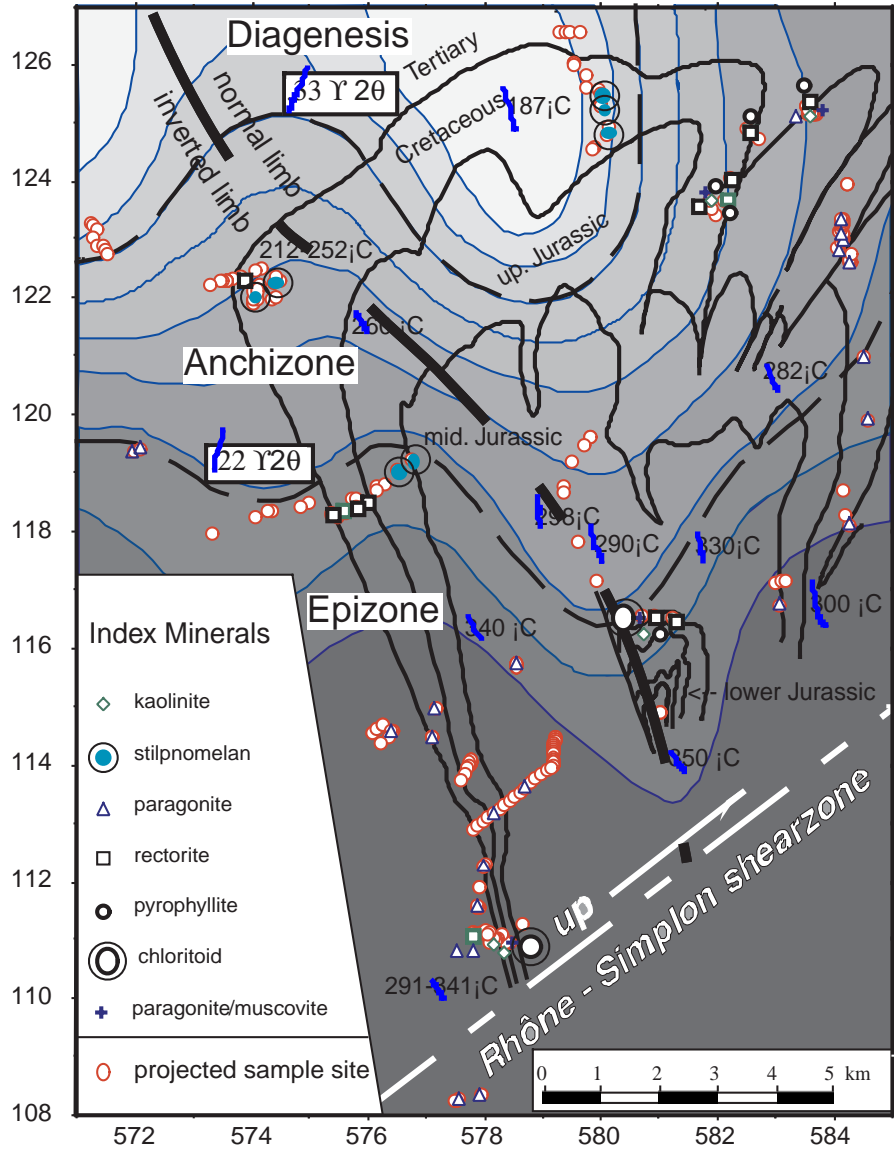 126
124
122
120
118
116
114
112
110
108
Diagenesis
Tertiary
normal limb
inverted limb
Cretaceous
187¡C
up. Jurassic
212-252¡C
Anchizone
282¡C
mid. Jurassic
22 ϒ2θ
298¡C
290¡C
330¡C
Epizone
340 ¡C
300 ¡C
<-- lower Jurassic
350 ¡C
up
291-341¡C
Rhône - Simplon shearzone
Index Minerals
kaolinite
stilpnomelan
paragonite
rectorite
pyrophyllite
chloritoid
paragonite/muscovite
projected sample site
0 1 2 3 4 5 km
572 574 576 578 580 582 584